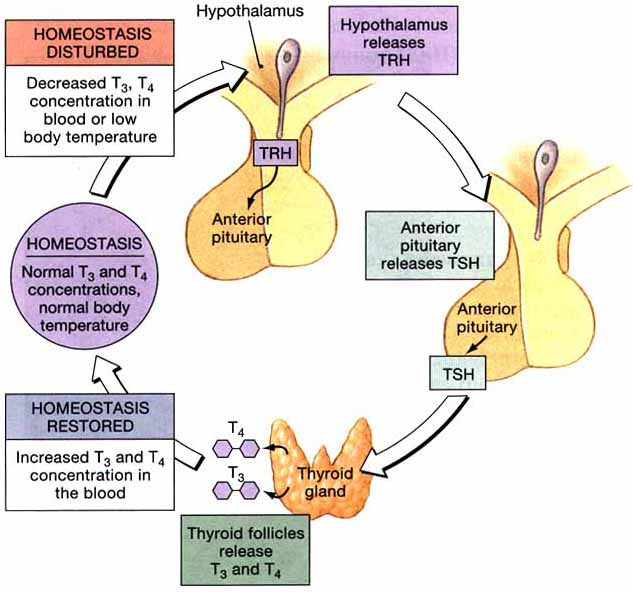 HOMEOSTASIS
DISTURBED
Decreased T₃, T₄
concentration in
blood or low
body temperature
Hypothalamus
Hypothalamus
releases
TRH
TRH
Anterior
pituitary
Anterior
pituitary
releases TSH
Anterior
pituitary
TSH
HOMEOSTASIS
Normal T₃ and T₄
concentrations,
normal body
temperature
HOMEOSTASIS
RESTORED
Increased T₃ and T₄
concentration in
the blood
T₄
T₃
Thyroid
gland
Thyroid follicles
release
T₃ and T₄